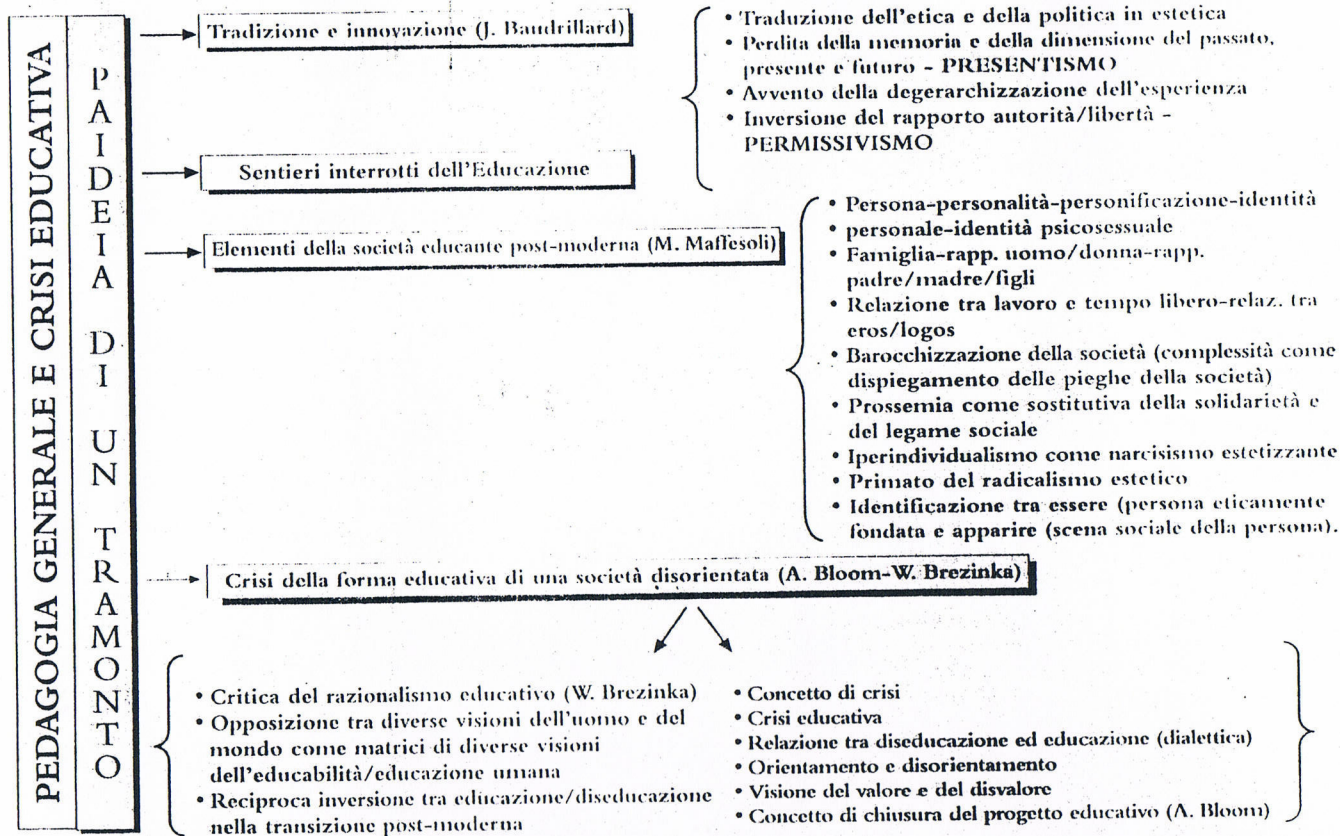 PEDAGOGIA GENERALE E CRISI EDUCATIVA
PAIDEIA DI UN TRAMONTO
Tradizione e innovazione (J. Baudrillard)
• Traduzione dell'etica e della politica in estetica
• Perdita della memoria e della dimensione del passato,
presente e futuro - PRESENTISMO
• Avvento della degerarchizzazione dell'esperienza
• Inversione del rapporto autorità/libertà -
PERMISSIVISMO
Sentieri interrotti dell'Educazione
Elementi della società educante post-moderna (M. Maffesoli)
• Persona-personalità-personificazione-identità
• personale-identità psicosessuale
• Famiglia-rapp. uomo/donna-rapp.
padre/madre/figli
• Relazione tra lavoro e tempo libero-relaz. tra
eros/logos
• Barocchizzazione della società (complessità come
dispiegamento delle pieghe della società)
• Prossemia come sostitutiva della solidarietà e
del legame sociale
• Iperindividualismo come narcisismo estetizzante
• Primato del radicalismo estetico
• Identificazione tra essere (persona eticamente
fondata e apparire (scena sociale della persona).
Crisi della forma educativa di una società disorientata (A. Bloom-W. Brezinka)
• Critica del razionalismo educativo (W. Brezinka)
• Opposizione tra diverse visioni dell'uomo e del
mondo come matrici di diverse visioni
dell'educabilità/educazione umana
• Reciproca inversione tra educazione/diseducazione
nella transizione post-moderna
• Concetto di crisi
• Crisi educativa
• Relazione tra diseducazione ed educazione (dialettica)
• Orientamento e disorientamento
• Visione del valore e del disvalore
• Concetto di chiusura del progetto educativo (A. Bloom)